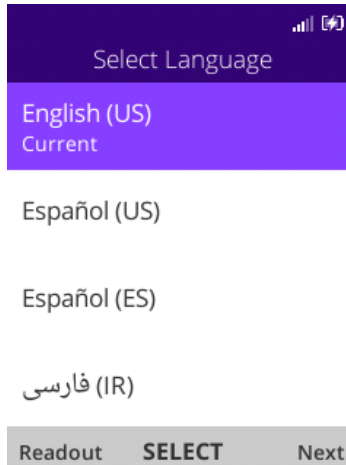 Select Language
English (US)
Current
Español (US)
Español (ES)
فارسی (IR)
Readout SELECT Next